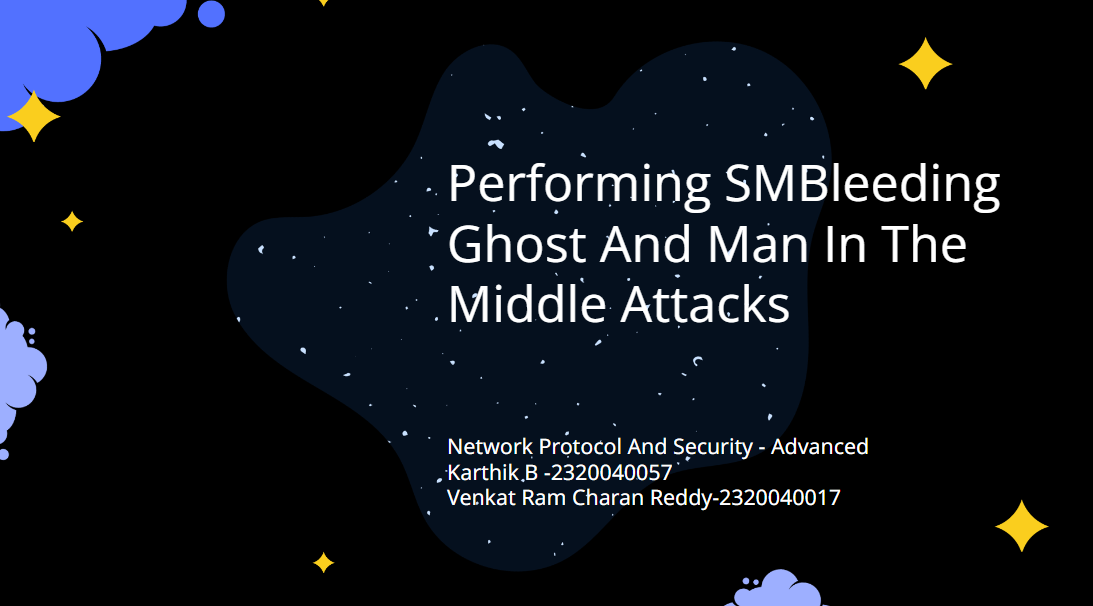 Performing SMBleeding
Ghost And Man In The
Middle Attacks
Network Protocol And Security - Advanced
Karthik B -2320040057
Venkat Ram Charan Reddy-2320040017